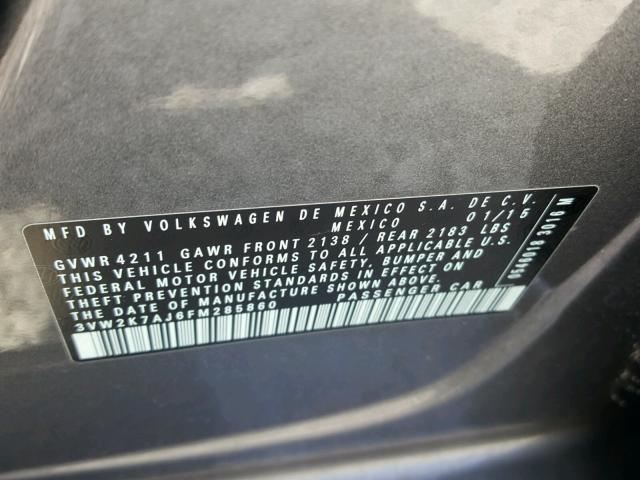 MFD BY VOLKSWAGEN DE MEXICO S.A. DE C.V.
MEXICO 01/15
GVWR 4211 GAWR FRONT 2138 / REAR 2183 LBS
THIS VEHICLE CONFORMS TO ALL APPLICABLE U.S.
FEDERAL MOTOR VEHICLE SAFETY, BUMPER AND
THEFT PREVENTION STANDARDS IN EFFECT ON
THE DATE OF MANUFACTURE SHOWN ABOVE.
3VW2K7AJ6FM285860 PASSENGER CAR